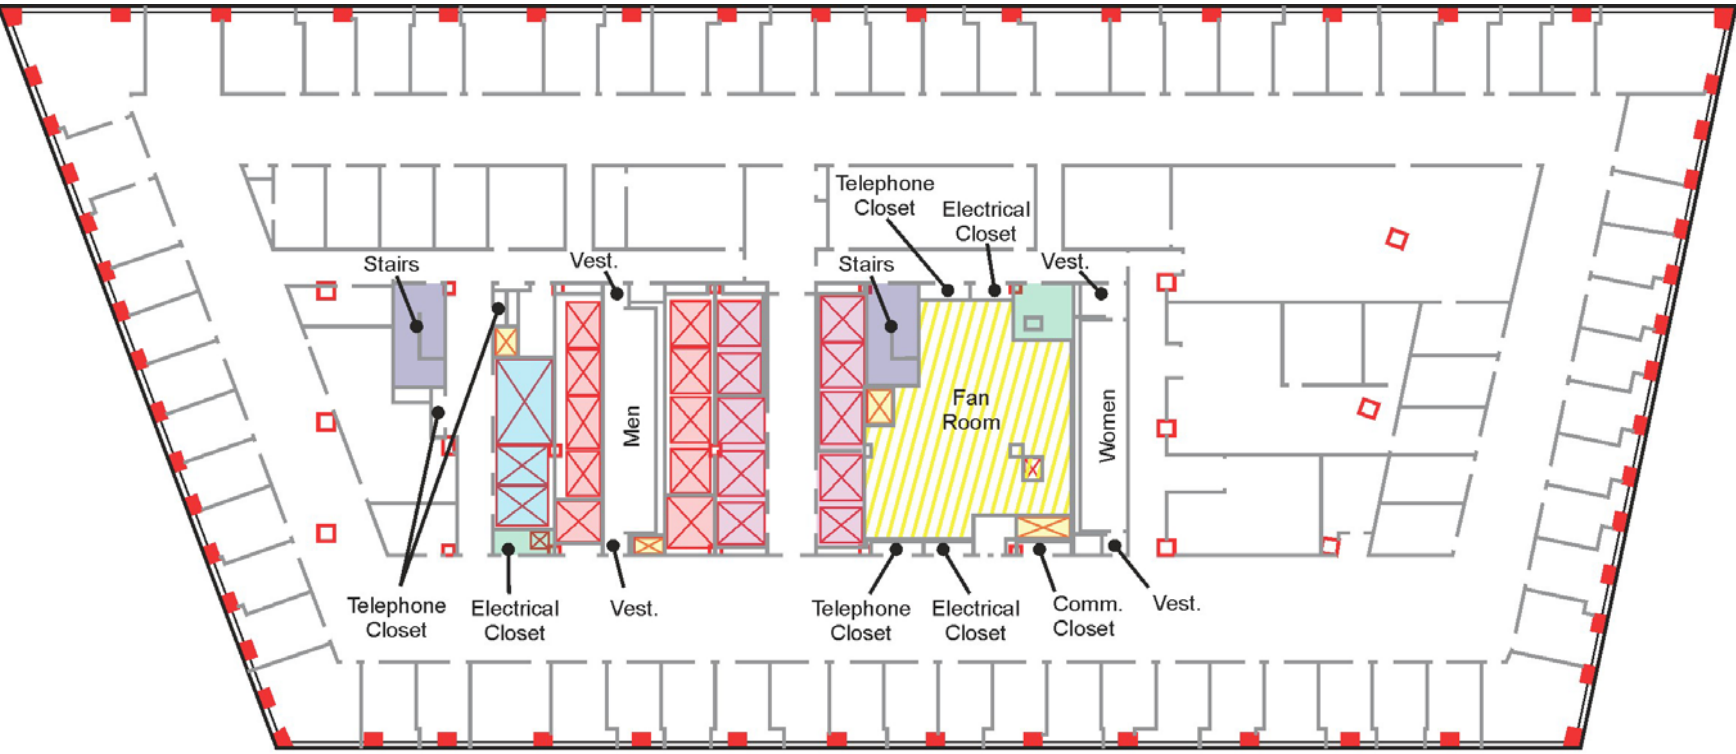 Telephone
Closet
Electrical
Closet
Stairs
Vest.
Stairs
Vest.
Men
Fan
Room
Women
Telephone
Closet
Electrical
Closet
Vest.
Telephone
Closet
Electrical
Closet
Comm.
Closet
Vest.